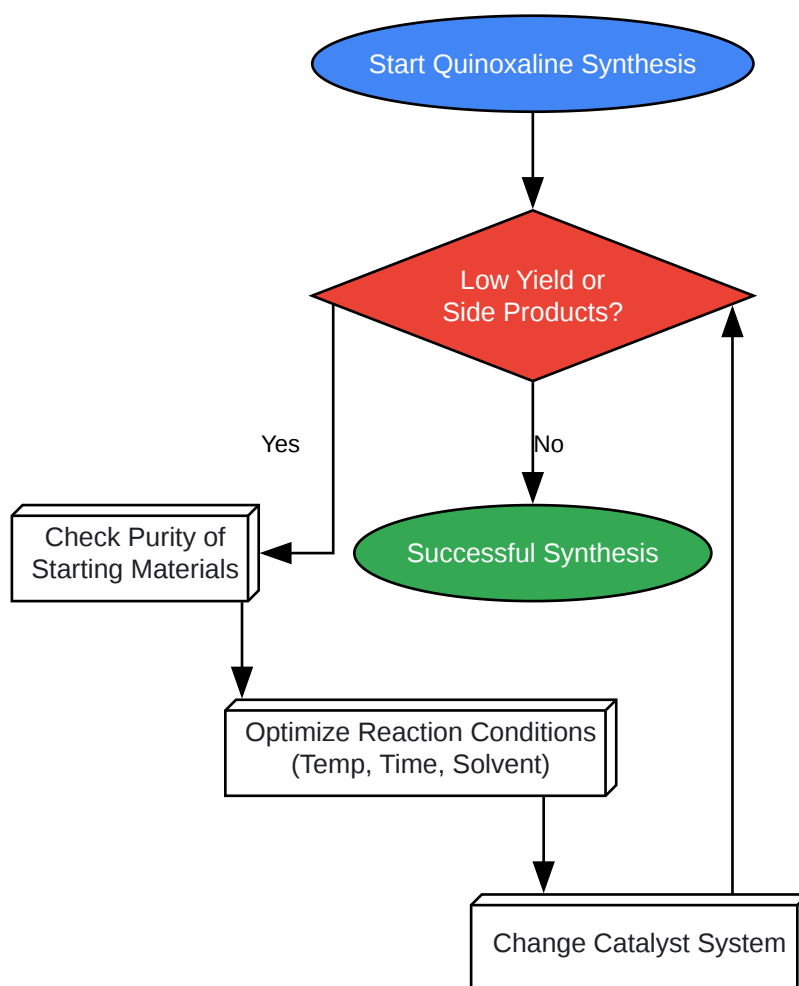 Start Quinoxaline Synthesis
Low Yield or
Side Products?
Yes
No
Check Purity of
Starting Materials
Successful Synthesis
Optimize Reaction Conditions
(Temp, Time, Solvent)
Change Catalyst System